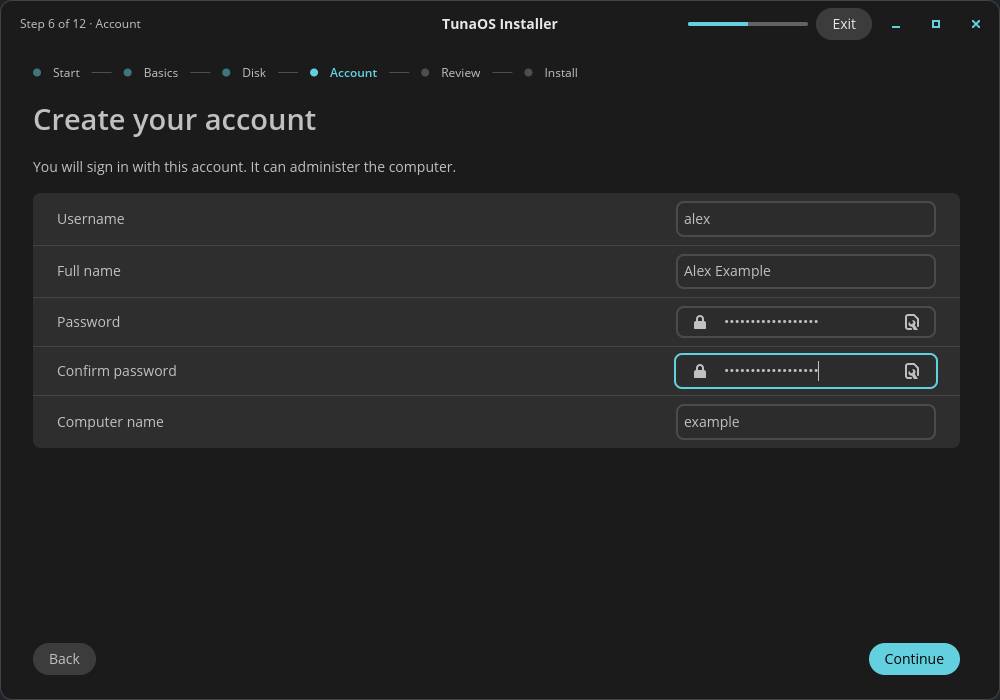 Step 6 of 12 · Account
TunaOS Installer
Exit
Start
Basics
Disk
Account
Review
Install
Create your account
You will sign in with this account. It can administer the computer.
Username
alex
Full name
Alex Example
Password
••••••••••••••••••
Confirm password
••••••••••••••••••
Computer name
example
Back
Continue